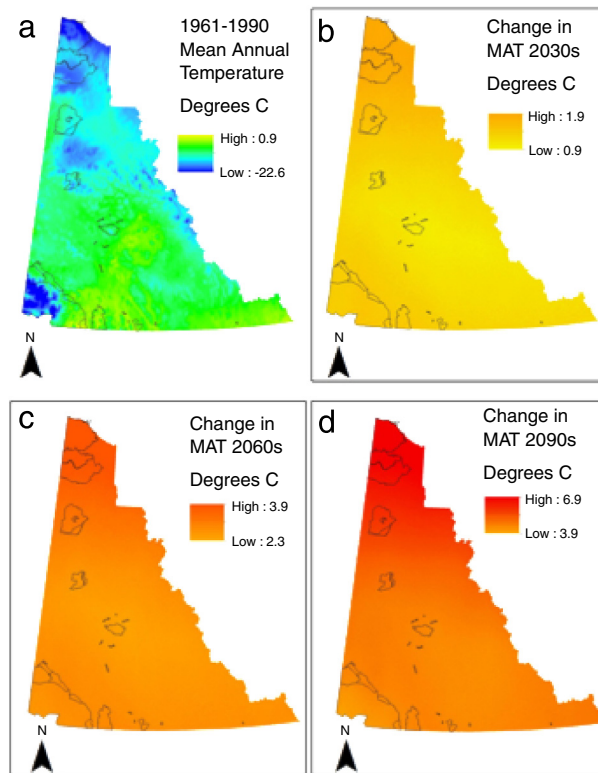 a
1961-1990
Mean Annual
Temperature
Degrees C
High : 0.9
Low : -22.6
N
b
Change in
MAT 2030s
Degrees C
High : 1.9
Low : 0.9
N
c
Change in
MAT 2060s
Degrees C
High : 3.9
Low : 2.3
N
d
Change in
MAT 2090s
Degrees C
High : 6.9
Low : 3.9
N